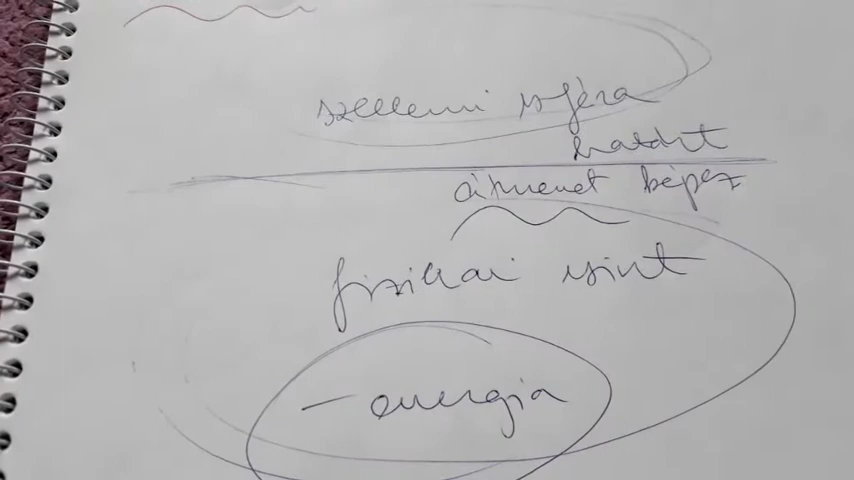 szellemi szféra
határt
átmenet képez
fizikai szint
- energia